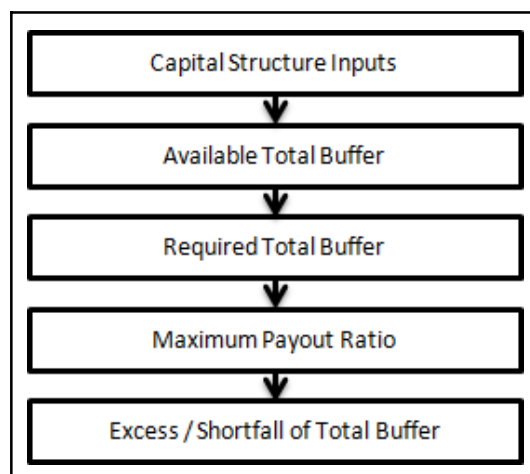 Capital Structure Inputs
Available Total Buffer
Required Total Buffer
Maximum Payout Ratio
Excess / Shortfall of Total Buffer